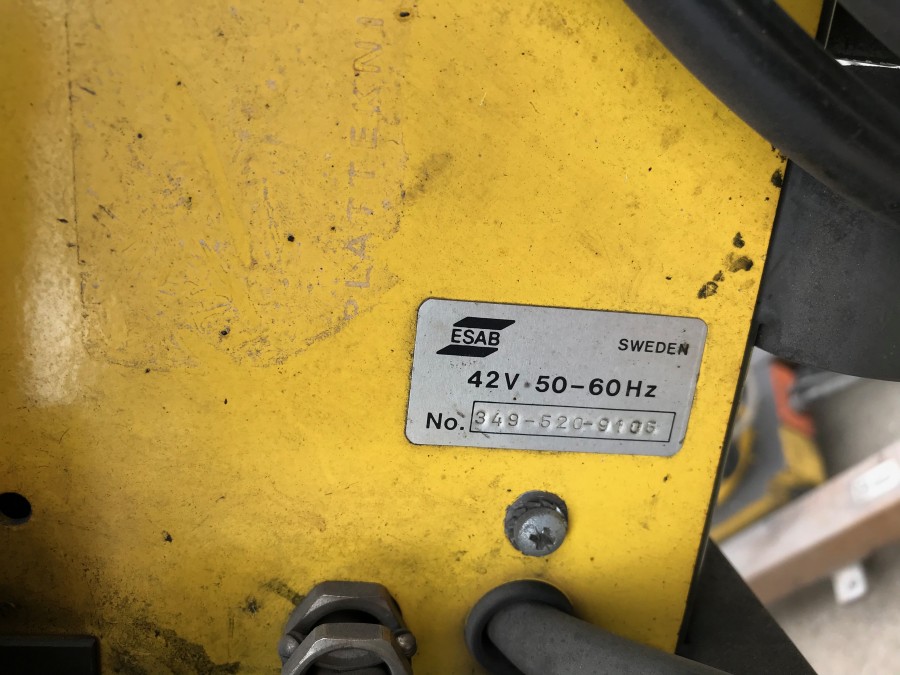 ESAB
SWEDEN
42V 50-60Hz
No. 349-520-9106